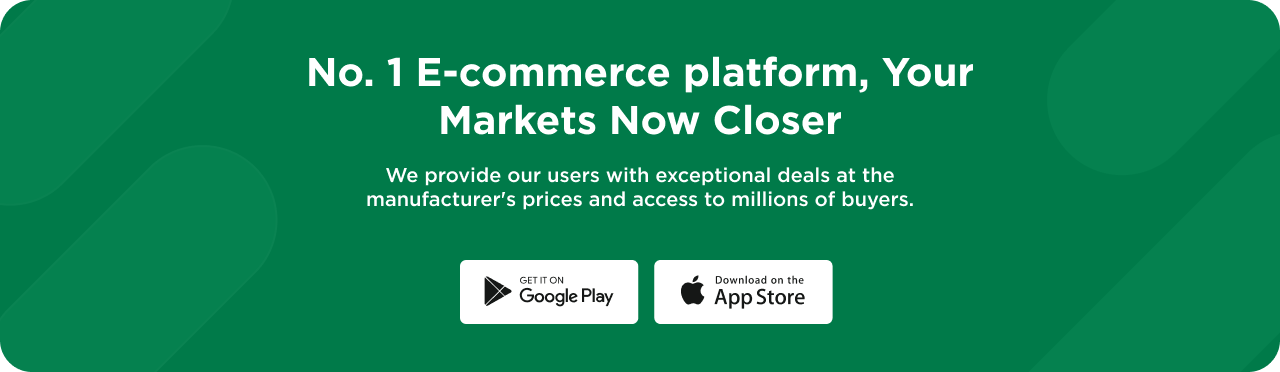 No. 1 E-commerce platform, Your
Markets Now Closer
We provide our users with exceptional deals at the
manufacturer's prices and access to millions of buyers.
GET IT ON
Google Play
Download on the
App Store